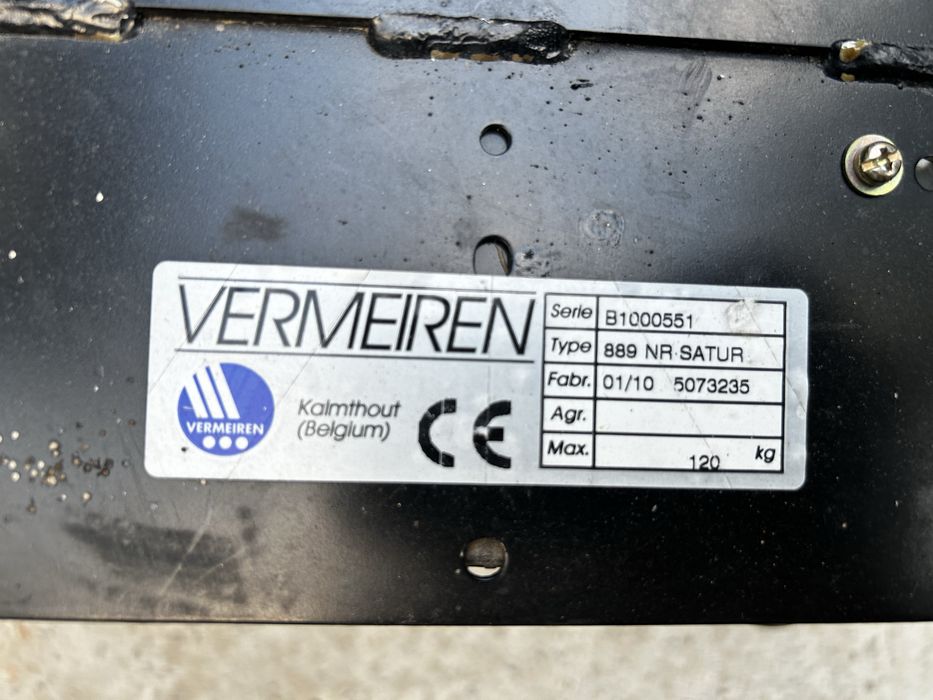 VERMEIREN
VERMEIREN
Kalmthout
(Belgium)
CE
Serie B1000551
Type 889 NR SATUR
Fabr. 01/10 5073235
Agr.
Max. 120 kg